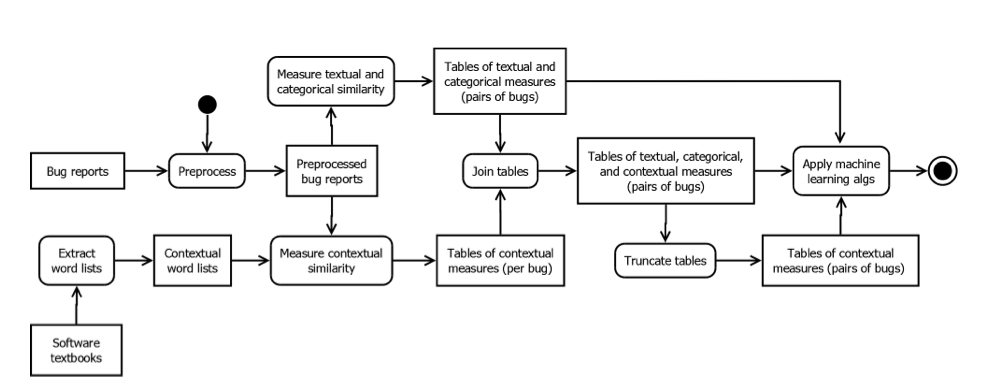 Measure textual and
categorical similarity
Tables of textual and
categorical measures
(pairs of bugs)
Bug reports
Preprocess
Preprocessed
bug reports
Join tables
Tables of textual, categorical,
and contextual measures
(pairs of bugs)
Apply machine
learning algs
Extract
word lists
Contextual
word lists
Measure contextual
similarity
Tables of contextual
measures (per bug)
Truncate tables
Tables of contextual
measures (pairs of bugs)
Software
textbooks